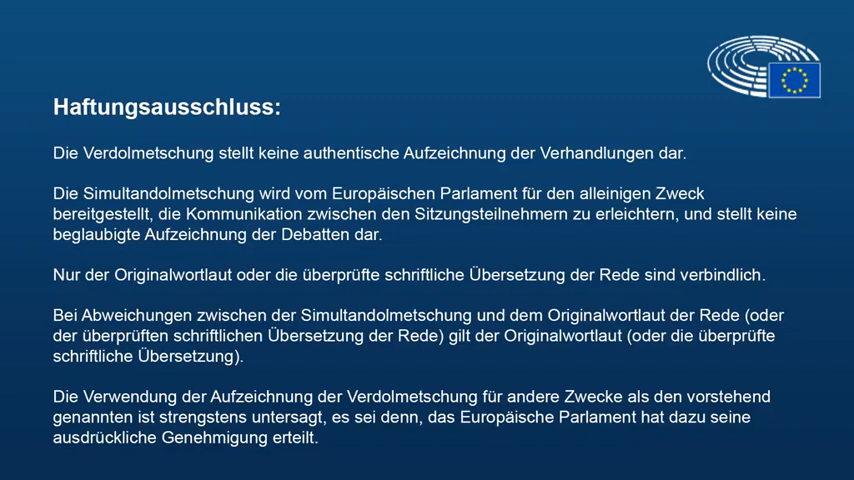 Haftungsausschluss:
Die Verdolmetschung stellt keine authentische Aufzeichnung der Verhandlungen dar.
Die Simultandolmetschung wird vom Europäischen Parlament für den alleinigen Zweck
bereitgestellt, die Kommunikation zwischen den Sitzungsteilnehmern zu erleichtern, und stellt keine
beglaubigte Aufzeichnung der Debatten dar.
Nur der Originalwortlaut oder die überprüfte schriftliche Übersetzung der Rede sind verbindlich.
Bei Abweichungen zwischen der Simultandolmetschung und dem Originalwortlaut der Rede (oder
der überprüften schriftlichen Übersetzung der Rede) gilt der Originalwortlaut (oder die überprüfte
schriftliche Übersetzung).
Die Verwendung der Aufzeichnung der Verdolmetschung für andere Zwecke als den vorstehend
genannten ist strengstens untersagt, es sei denn, das Europäische Parlament hat dazu seine
ausdrückliche Genehmigung erteilt.